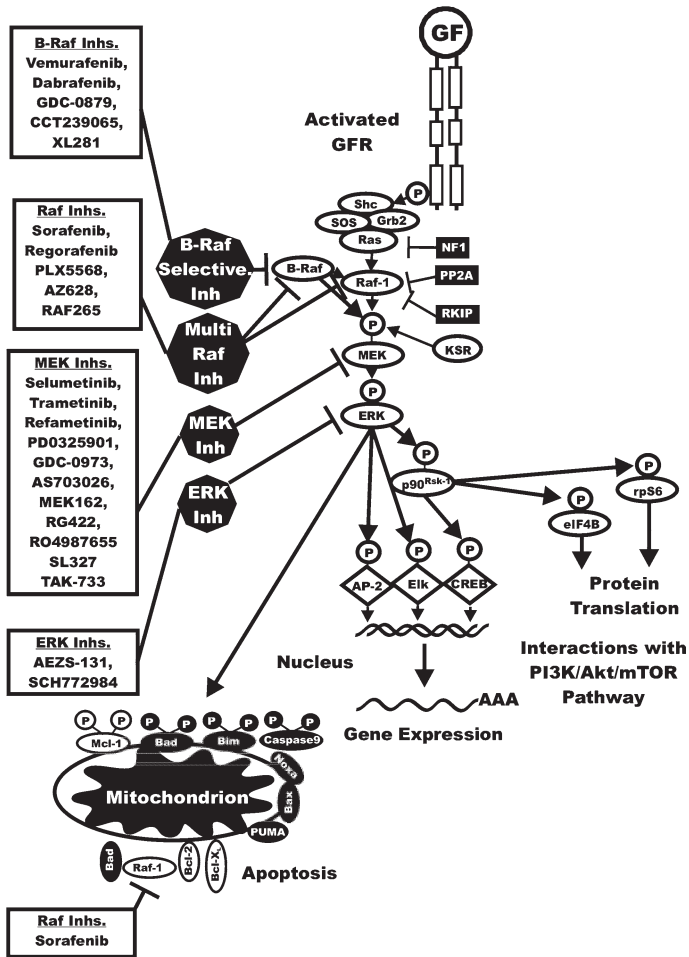 GF
B-Raf Inhs.
Vemurafenib,
Dabrafenib,
GDC-0879,
CCT239065,
XL281
Activated
GFR
P
Shc
SOS
Grb2
Ras
NF1
Raf Inhs.
Sorafenib,
Regorafenib
PLX5568,
AZ628,
RAF265
B-Raf
Selective.
Inh
B-Raf
Raf-1
PP2A
RKIP
Multi
Raf
Inh
P
KSR
MEK
MEK Inhs.
Selumetinib,
Trametinib,
Refametinib,
PD0325901,
GDC-0973,
AS703026,
MEK162,
RG422,
RO4987655
SL327
TAK-733
P
ERK
MEK
Inh
P
p90Rsk-1
ERK
Inh
P
rpS6
P
eIF4B
P
P
P
AP-2
Elk
CREB
Protein
Translation
ERK Inhs.
AEZS-131,
SCH772984
Nucleus
Interactions with
PI3K/Akt/mTOR
Pathway
AAA
Gene Expression
P P P P P P P P
Mcl-1
Bad
Bim
Caspase9
Noxa
Mitochondrion
Bax
PUMA
Bad
Raf-1
Bcl-2
Bcl-XL
Apoptosis
Raf Inhs.
Sorafenib